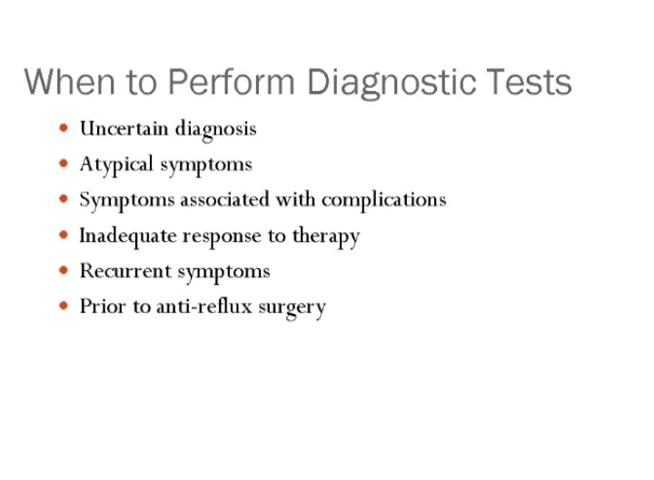 When to Perform Diagnostic Tests
• Uncertain diagnosis
• Atypical symptoms
• Symptoms associated with complications
• Inadequate response to therapy
• Recurrent symptoms
• Prior to anti-reflux surgery